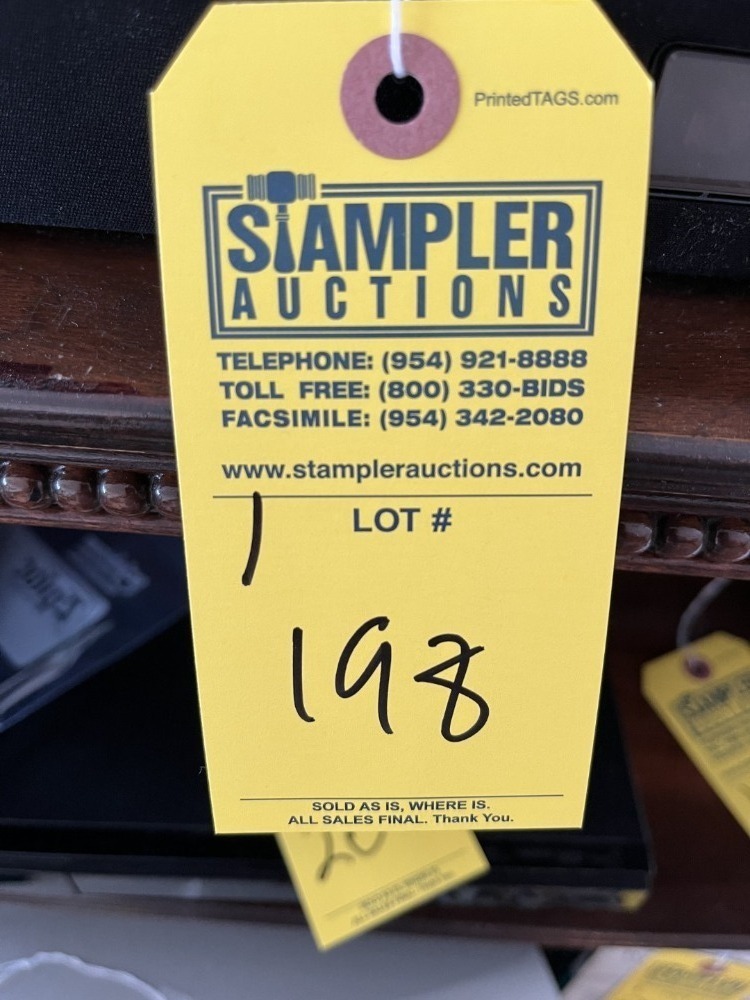 PrintedTAGS.com
STAMPLER
AUCTIONS
TELEPHONE: (954) 921-8888
TOLL FREE: (800) 330-BIDS
FACSIMILE: (954) 342-2080
www.stamplerauctions.com
1 LOT #
198
SOLD AS IS, WHERE IS.
ALL SALES FINAL. Thank You.